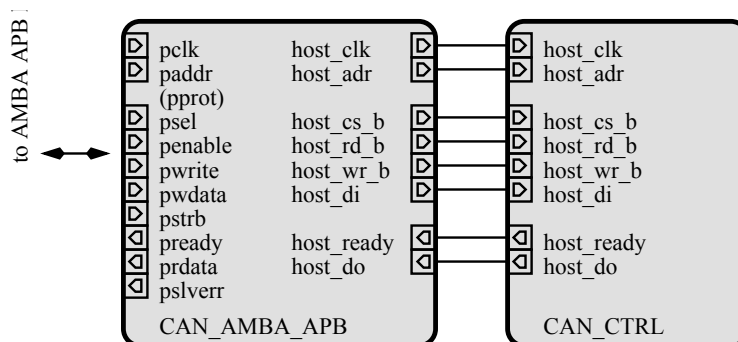 to AMBA APB
pclk host_clk host_clk
paddr host_adr host_adr
(pprot)
psel host_cs_b host_cs_b
penable host_rd_b host_rd_b
pwrite host_wr_b host_wr_b
pwdata host_di host_di
pstrb
pready host_ready host_ready
prdata host_do host_do
pslverr
CAN_AMBA_APB CAN_CTRL